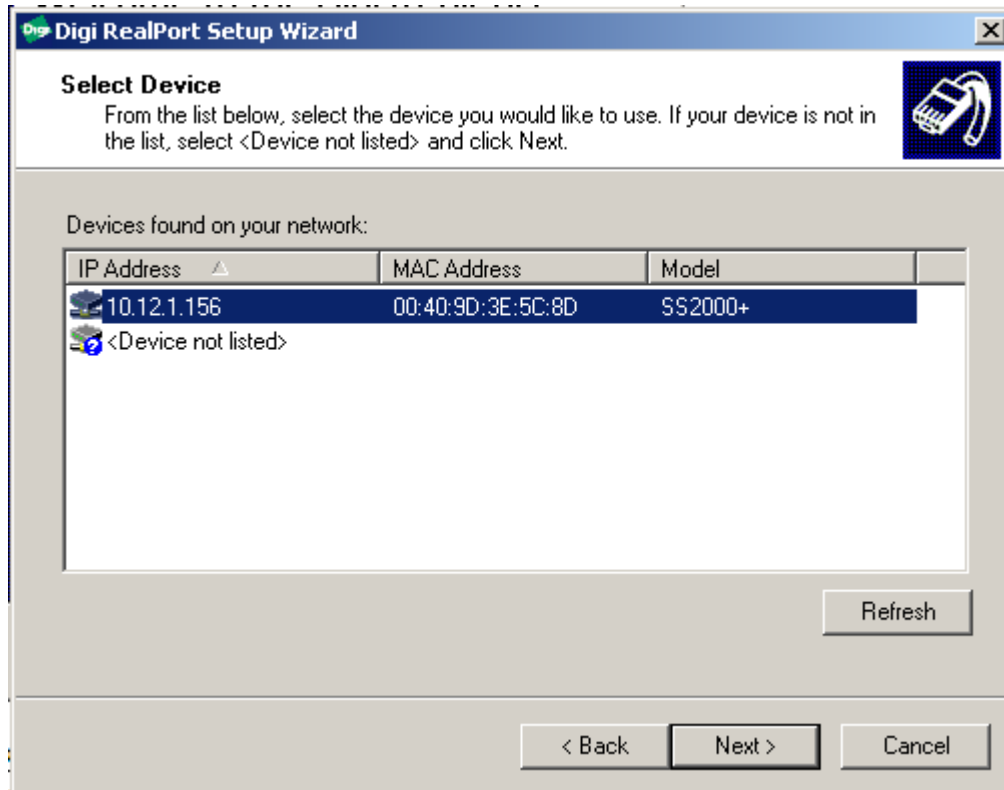 Digi RealPort Setup Wizard
Select Device
From the list below, select the device you would like to use. If your device is not in
the list, select <Device not listed> and click Next.
Devices found on your network:
IP Address MAC Address Model
10.12.1.156 00:40:9D:3E:5C:8D SS2000+
<Device not listed>
Refresh
< Back Next > Cancel